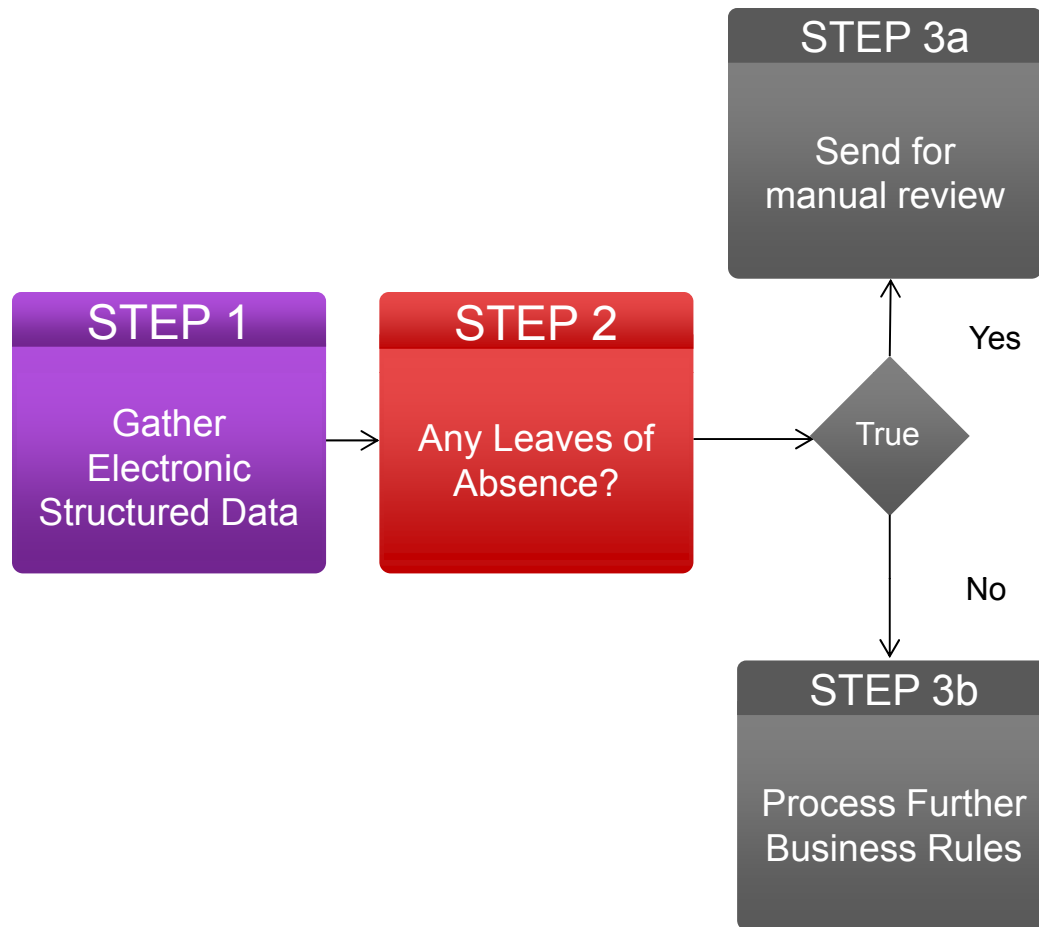 STEP 3a
Send for
manual review
STEP 1
Gather
Electronic
Structured Data
STEP 2
Any Leaves of
Absence?
Yes
True
No
STEP 3b
Process Further
Business Rules